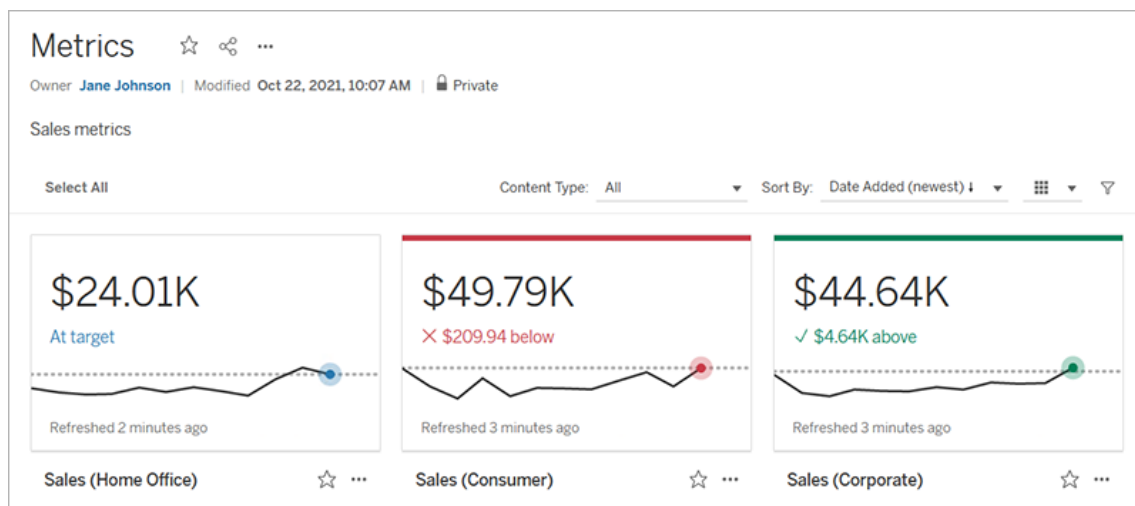 Metrics
Owner Jane Johnson | Modified Oct 22, 2021, 10:07 AM | Private
Sales metrics
Select All Content Type: All Sort By: Date Added (newest) ↓
$24.01K $49.79K $44.64K
At target × $209.94 below ✓ $4.64K above
Refreshed 2 minutes ago Refreshed 3 minutes ago Refreshed 3 minutes ago
Sales (Home Office) Sales (Consumer) Sales (Corporate)